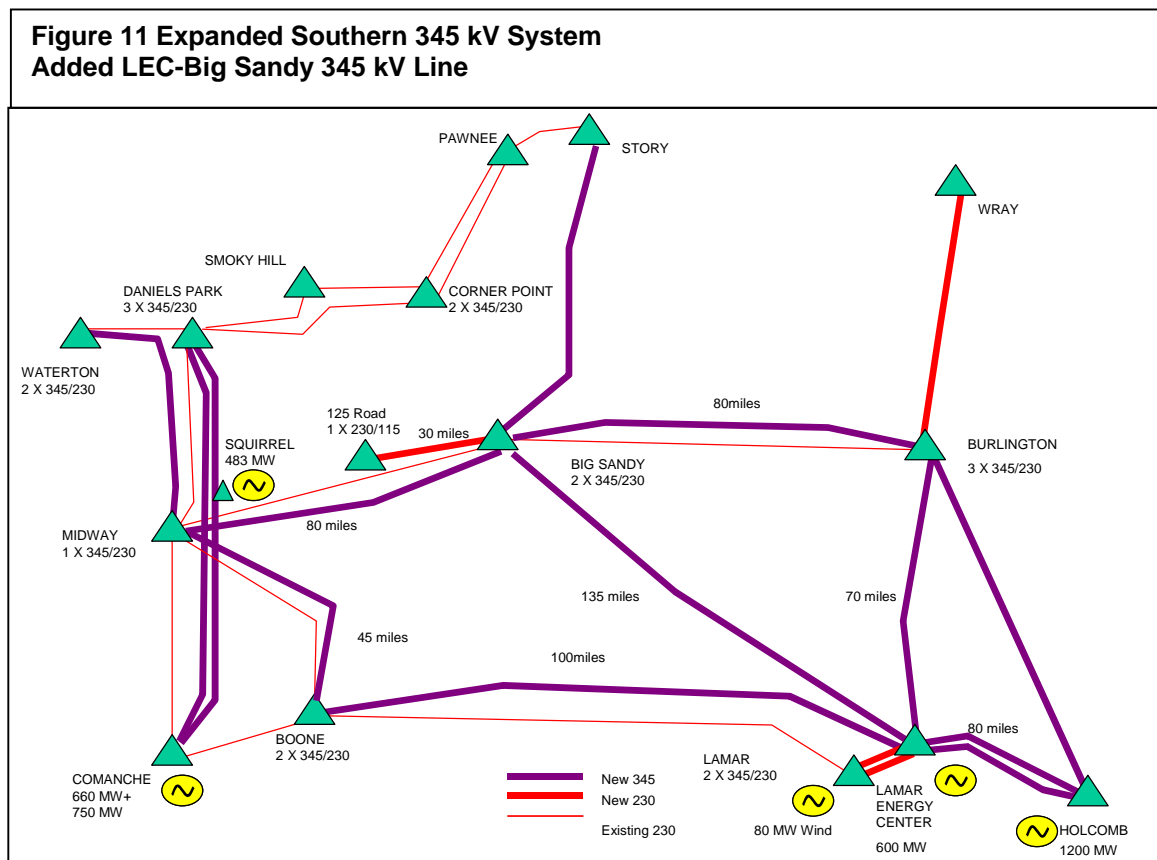 Figure 11 Expanded Southern 345 kV System
Added LEC-Big Sandy 345 kV Line
PAWNEE
STORY
WRAY
SMOKY HILL
DANIELS PARK
3 X 345/230
CORNER POINT
2 X 345/230
WATERTON
2 X 345/230
125 Road
1 X 230/115
30 miles
80miles
SQUIRREL
483 MW
BIG SANDY
2 X 345/230
BURLINGTON
3 X 345/230
MIDWAY
1 X 345/230
80 miles
135 miles
70 miles
45 miles
100miles
80 miles
BOONE
2 X 345/230
COMANCHE
660 MW+
750 MW
LAMAR
2 X 345/230
80 MW Wind
LAMAR
ENERGY
CENTER
600 MW
HOLCOMB
1200 MW
New 345
New 230
Existing 230